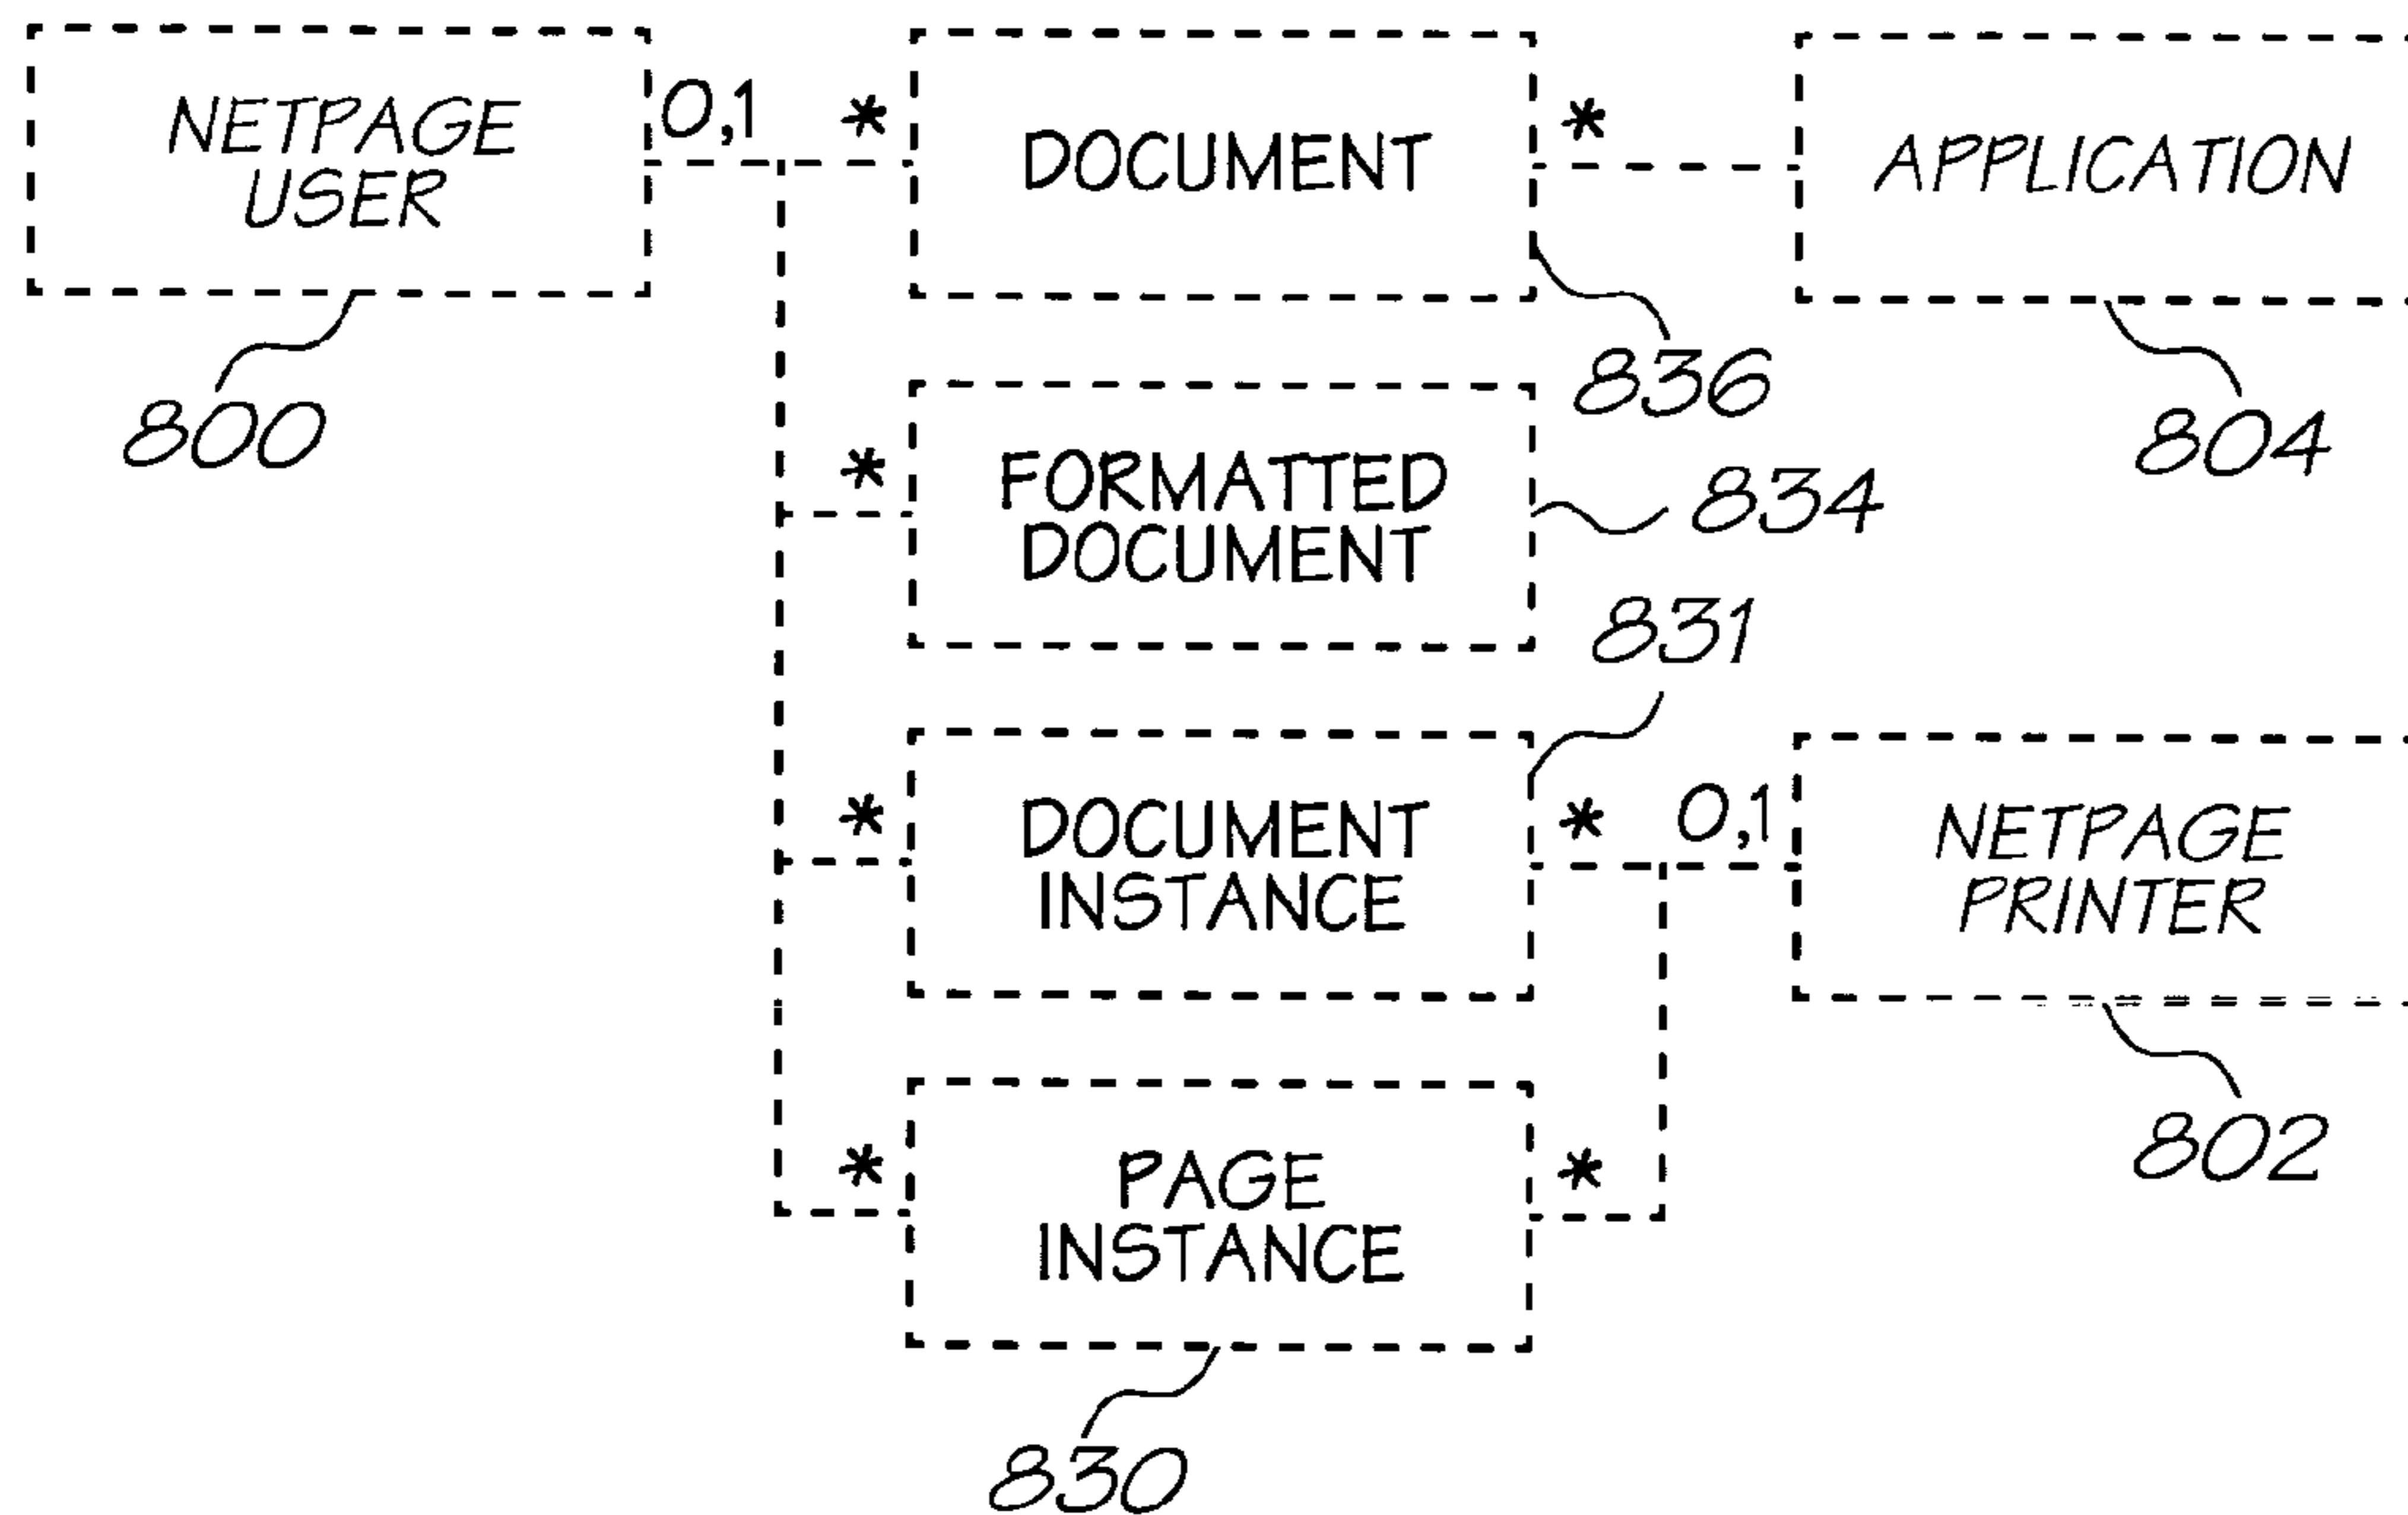 NETPAGE
USER
0,1
*
DOCUMENT
*
APPLICATION
800
836
804
*
FORMATTED
DOCUMENT
834
831
*
DOCUMENT
INSTANCE
*
0,1
NETPAGE
PRINTER
802
*
PAGE
INSTANCE
*
830